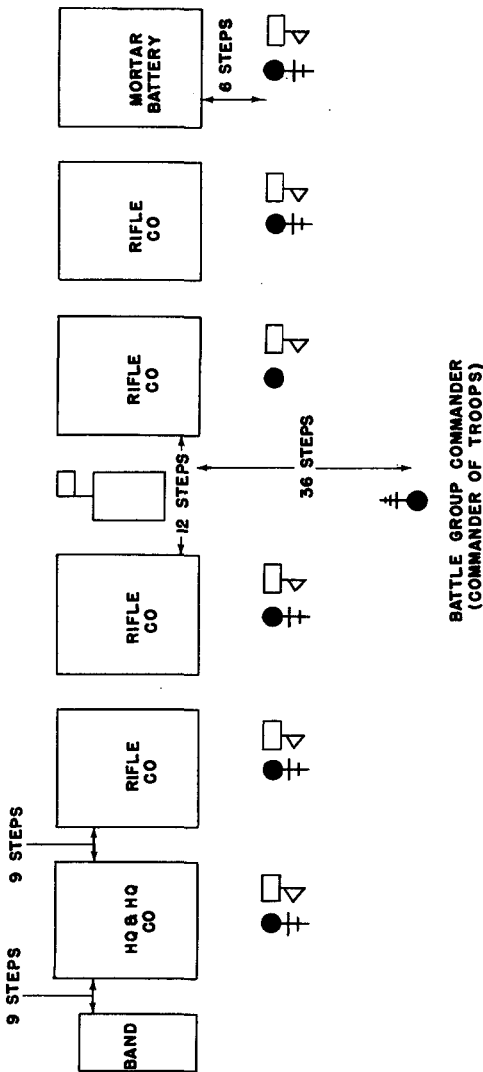 9 STEPS
9 STEPS
BAND
HQ & HQ
CO
RIFLE
CO
RIFLE
CO
12 STEPS
RIFLE
CO
RIFLE
CO
MORTAR
BATTERY
6 STEPS
36 STEPS
BATTLE GROUP COMMANDER
(COMMANDER OF TROOPS)